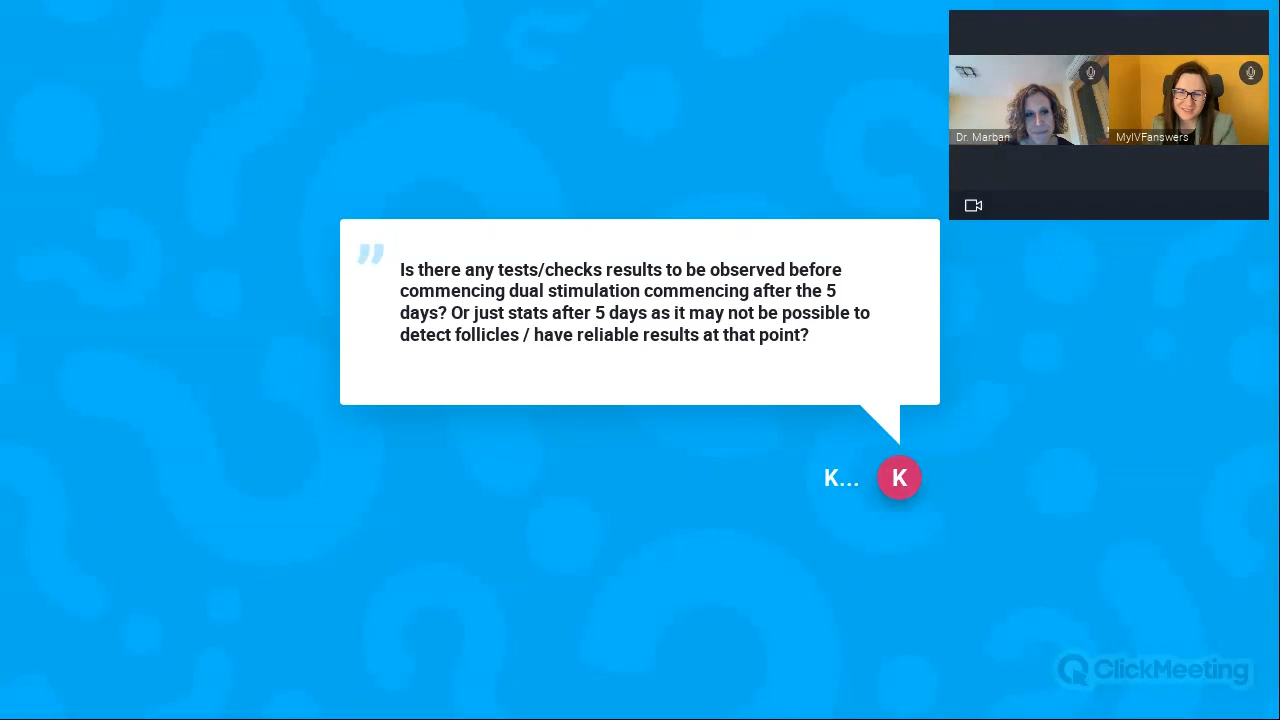 Dr. Marban
MyIVFanswers
”
Is there any tests/checks results to be observed before
commencing dual stimulation commencing after the 5
days? Or just stats after 5 days as it may not be possible to
detect follicles / have reliable results at that point?
K...
K
ClickMeeting